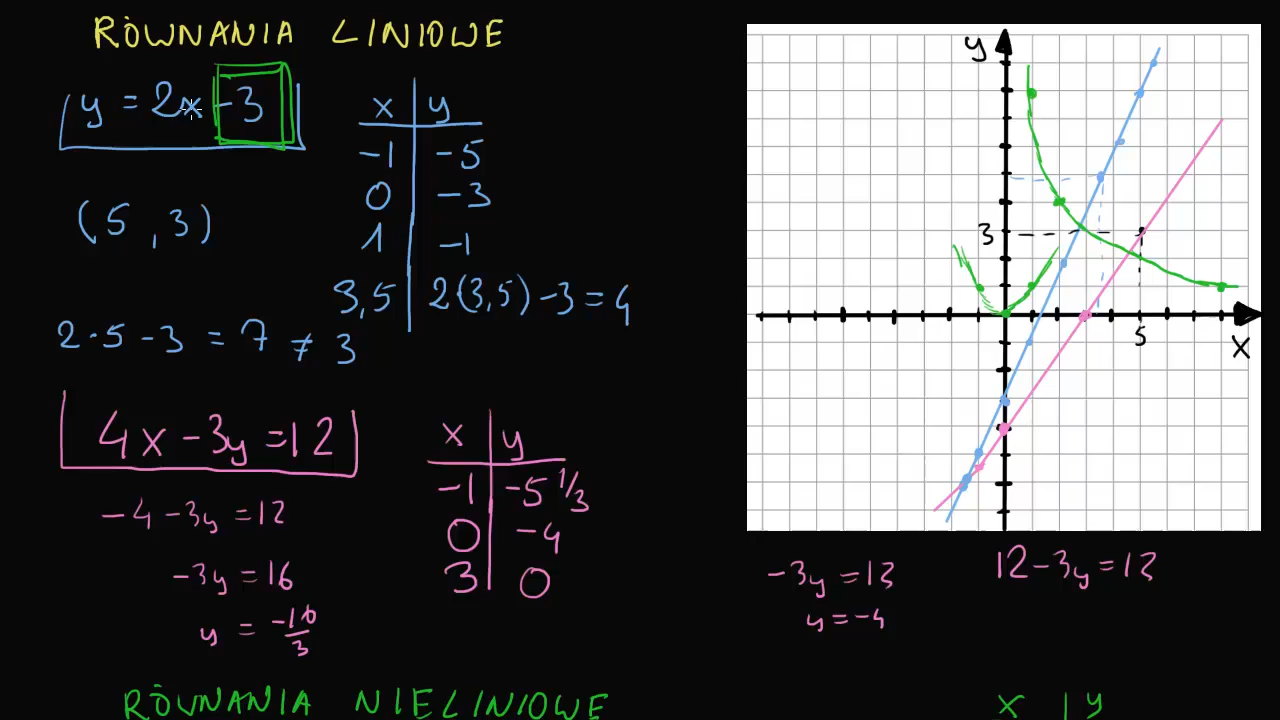 RÓWNANIA LINIOWE
y = 2x -3
x y
-1 -5
0 -3
1 -1
3,5 2(3,5) -3 = 4
(5 , 3)
2·5 -3 = 7 ≠ 3
4x -3y = 12
-4 -3y = 12
-3y = 16
y = -16/3
x y
-1 -5 1/3
0 -4
3 0
y
3
5
x
-3y = 12
y = -4
12 -3y = 12
RÓWNANIA NIELINIOWE
x y